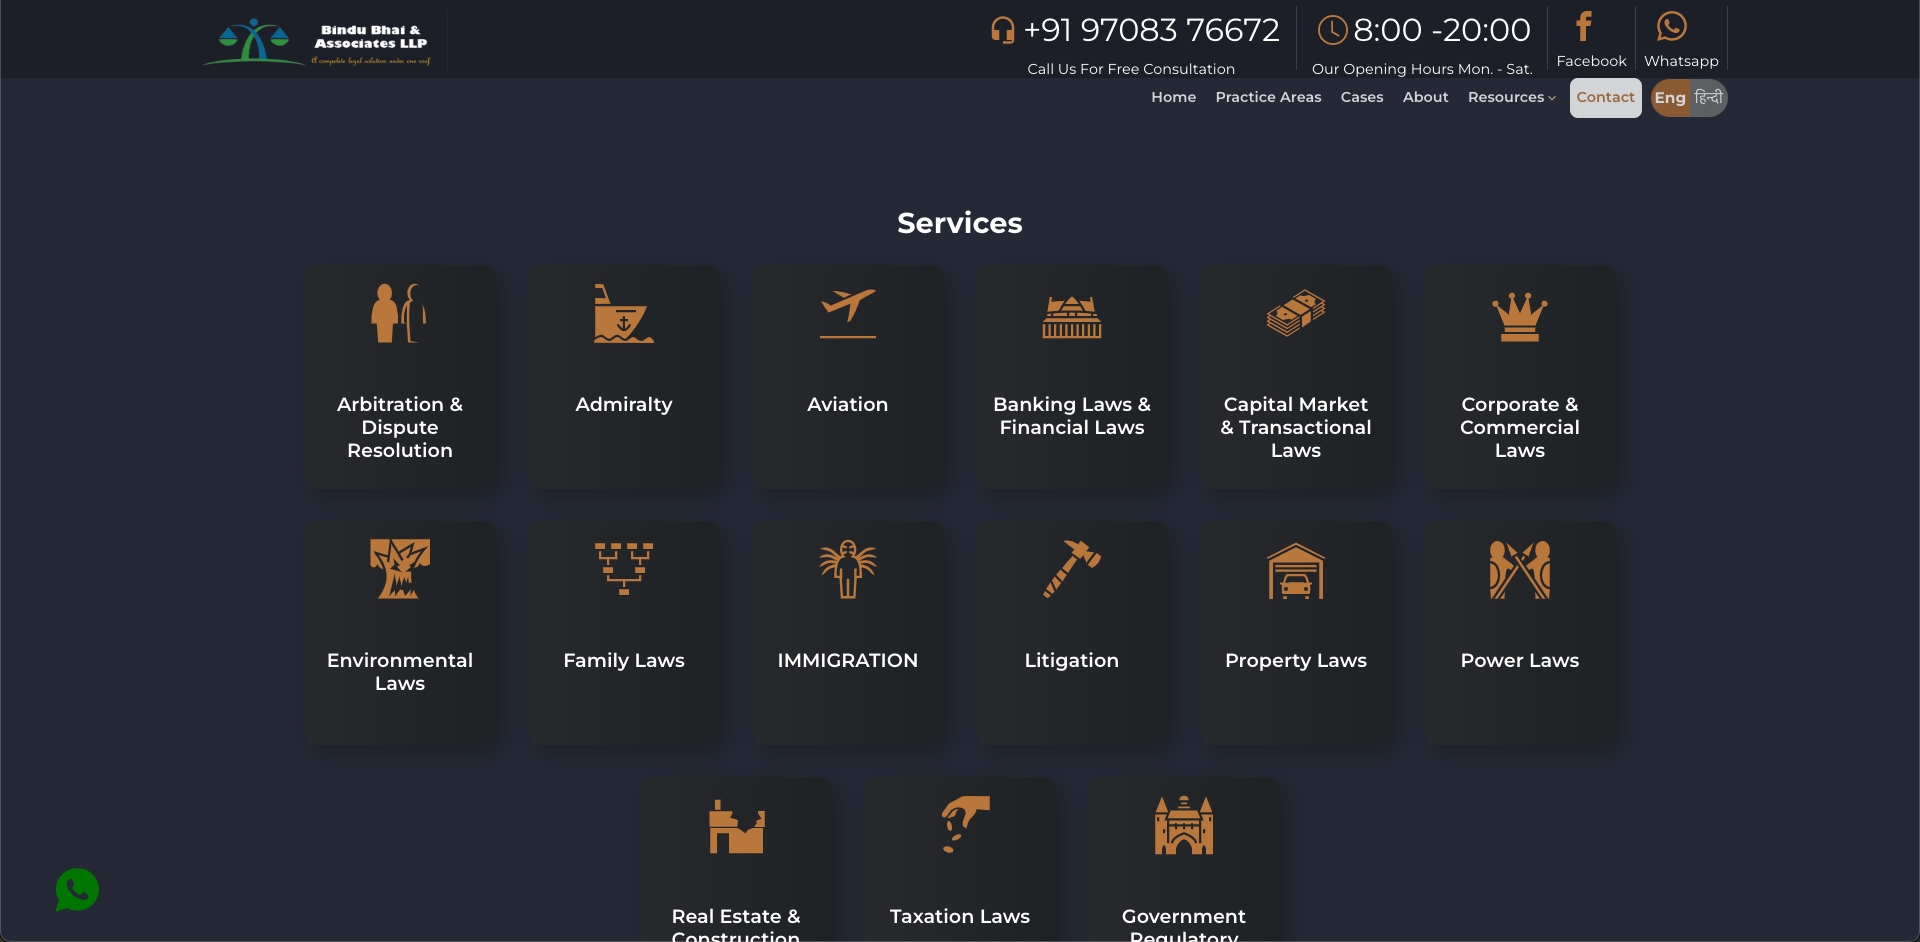 Bindu Bhai &
Associates LLP
A complete legal solution under one roof
+91 97083 76672
Call Us For Free Consultation
8:00 -20:00
Our Opening Hours Mon. - Sat.
Facebook
Whatsapp
Home Practice Areas Cases About Resources Contact Eng हिन्दी
Services
Arbitration &
Dispute
Resolution
Admiralty
Aviation
Banking Laws &
Financial Laws
Capital Market
& Transactional
Laws
Corporate &
Commercial
Laws
Environmental
Laws
Family Laws
IMMIGRATION
Litigation
Property Laws
Power Laws
Real Estate &
Construction
Taxation Laws
Government
Regulatory